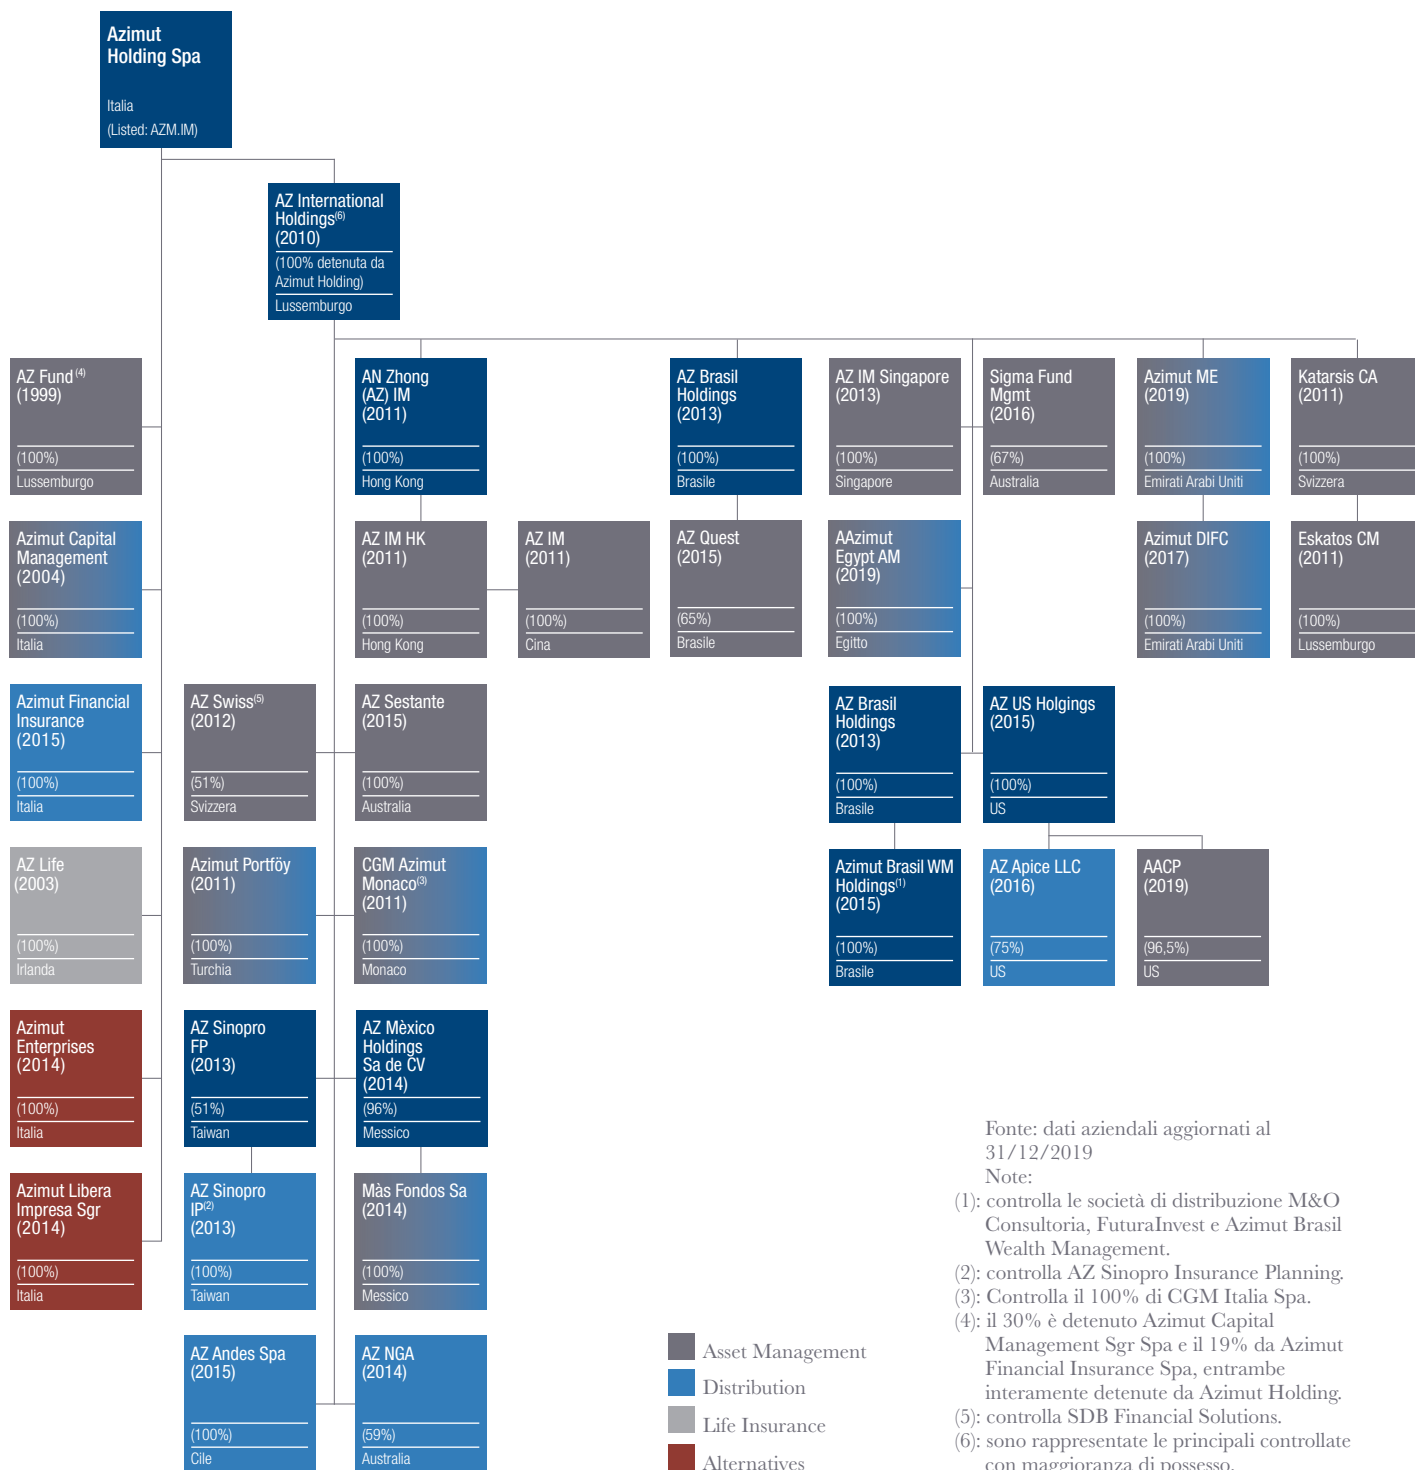 Azimut
Holding Spa
Italia
(Listed: AZM.IM)
AZ International
Holdings(6)
(2010)
(100% detenuta da
Azimut Holding)
Lussemburgo
AZ Fund (4)
(1999)
(100%)
Lussemburgo
AN Zhong
(AZ) IM
(2011)
(100%)
Hong Kong
AZ Brasil
Holdings
(2013)
(100%)
Brasile
AZ IM Singapore
(2013)
(100%)
Singapore
Sigma Fund
Mgmt
(2016)
(67%)
Australia
Azimut ME
(2019)
(100%)
Emirati Arabi Uniti
Katarsis CA
(2011)
(100%)
Svizzera
Azimut Capital
Management
(2004)
(100%)
Italia
AZ IM HK
(2011)
(100%)
Hong Kong
AZ IM
(2011)
(100%)
Cina
AZ Quest
(2015)
(65%)
Brasile
AAzimut
Egypt AM
(2019)
(100%)
Egitto
Azimut DIFC
(2017)
(100%)
Emirati Arabi Uniti
Eskatos CM
(2011)
(100%)
Lussemburgo
Azimut Financial
Insurance
(2015)
(100%)
Italia
AZ Swiss(5)
(2012)
(51%)
Svizzera
AZ Sestante
(2015)
(100%)
Australia
AZ Brasil
Holdings
(2013)
(100%)
Brasile
AZ US Holgings
(2015)
(100%)
US
AZ Life
(2003)
(100%)
Irlanda
Azimut Portföy
(2011)
(100%)
Turchia
CGM Azimut
Monaco(3)
(2011)
(100%)
Monaco
Azimut Brasil WM
Holdings(1)
(2015)
(100%)
Brasile
AZ Apice LLC
(2016)
(75%)
US
AACP
(2019)
(96,5%)
US
Azimut
Enterprises
(2014)
(100%)
Italia
AZ Sinopro
FP
(2013)
(51%)
Taiwan
AZ Mèxico
Holdings
Sa de CV
(2014)
(96%)
Messico
Azimut Libera
Impresa Sgr
(2014)
(100%)
Italia
AZ Sinopro
IP(2)
(2013)
(100%)
Taiwan
Màs Fondos Sa
(2014)
(100%)
Messico
AZ Andes Spa
(2015)
(100%)
Cile
AZ NGA
(2014)
(59%)
Australia
Asset Management
Distribution
Life Insurance
Alternatives
Fonte: dati aziendali aggiornati al
31/12/2019
Note:
(1): controlla le società di distribuzione M&O
Consultoria, FuturaInvest e Azimut Brasil
Wealth Management.
(2): controlla AZ Sinopro Insurance Planning.
(3): Controlla il 100% di CGM Italia Spa.
(4): il 30% è detenuto Azimut Capital
Management Sgr Spa e il 19% da Azimut
Financial Insurance Spa, entrambe
interamente detenute da Azimut Holding.
(5): controlla SDB Financial Solutions.
(6): sono rappresentate le principali controllate
con maggioranza di possesso.